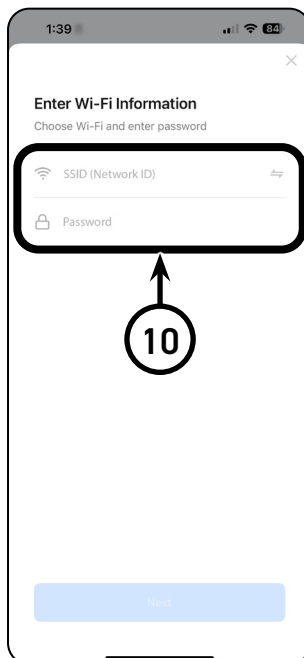 1:39
84
Enter Wi-Fi Information
Choose Wi-Fi and enter password
SSID (Network ID)
Password
10
Next